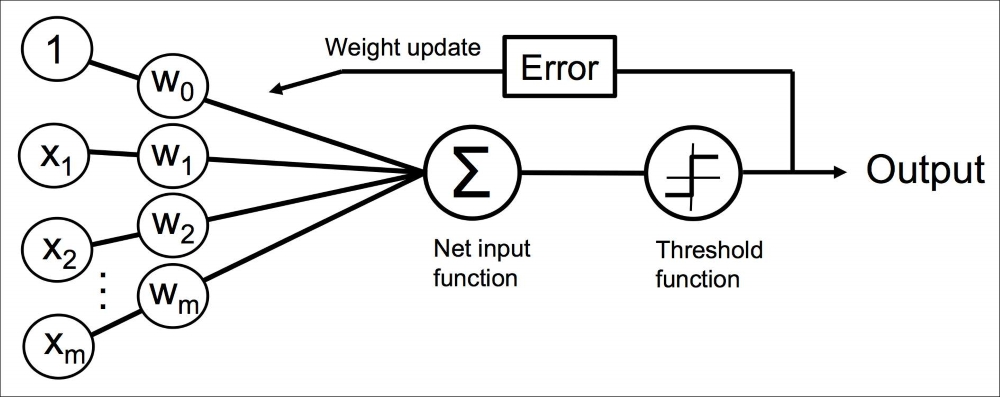 1
w0
Weight update
Error
x1
w1
Σ
Output
x2
w2
Net input
function
Threshold
function
⋮
xm
wm